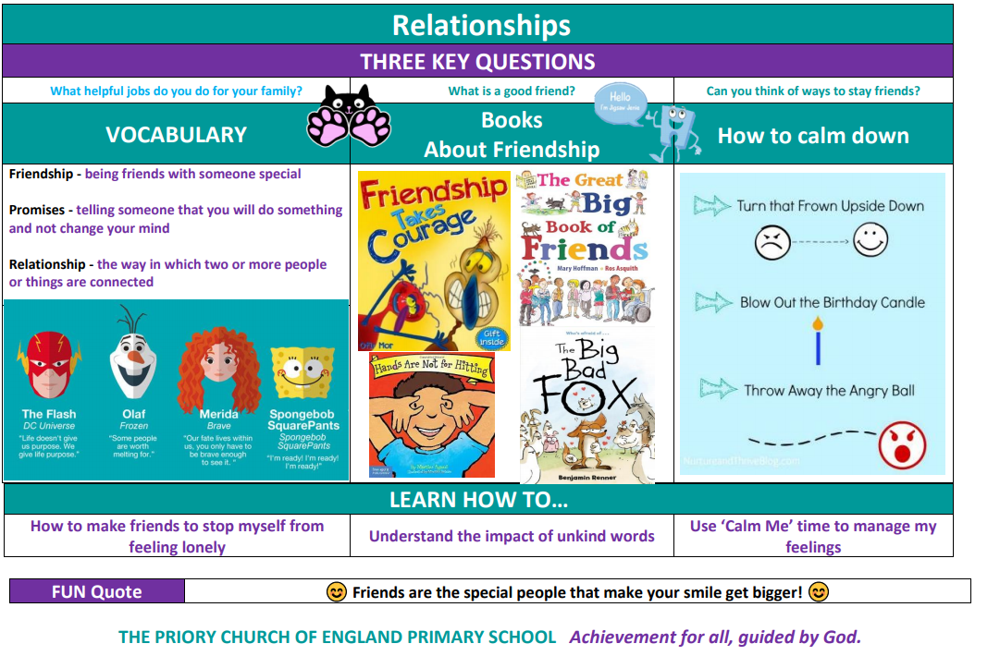 Relationships
THREE KEY QUESTIONS
What helpful jobs do you do for your family?
What is a good friend?
Can you think of ways to stay friends?
VOCABULARY
Books
About Friendship
Hello
I'm Jigsaw Jenie
How to calm down
Friendship - being friends with someone special
Promises - telling someone that you will do something
and not change your mind
Relationship - the way in which two or more people
or things are connected
The Flash
DC Universe
"Life doesn't give
us purpose. We
give life purpose."
Olaf
Frozen
"Some people
are worth
melting for."
Merida
Brave
"Our fate lives within
us, you only have to
be brave enough
to see it. "
Spongebob
SquarePants
Spongebob
SquarePants
"I'm ready! I'm ready!
I'm ready!"
Friendship
Takes
Courage
Gift
inside
Mor
The Great
Big
Book of
Friends
Mary Hoffman • Ros Asquith
Hands Are Not for Hitting
Who's afraid of....
The Big
Bad
FOX
Benjamin Renner
Turn that Frown Upside Down
Blow Out the Birthday Candle
Throw Away the Angry Ball
NurtureandThriveBlog.com
LEARN HOW TO…
How to make friends to stop myself from
feeling lonely
Understand the impact of unkind words
Use 'Calm Me' time to manage my
feelings
FUN Quote
😊 Friends are the special people that make your smile get bigger! 😊
THE PRIORY CHURCH OF ENGLAND PRIMARY SCHOOL Achievement for all, guided by God.